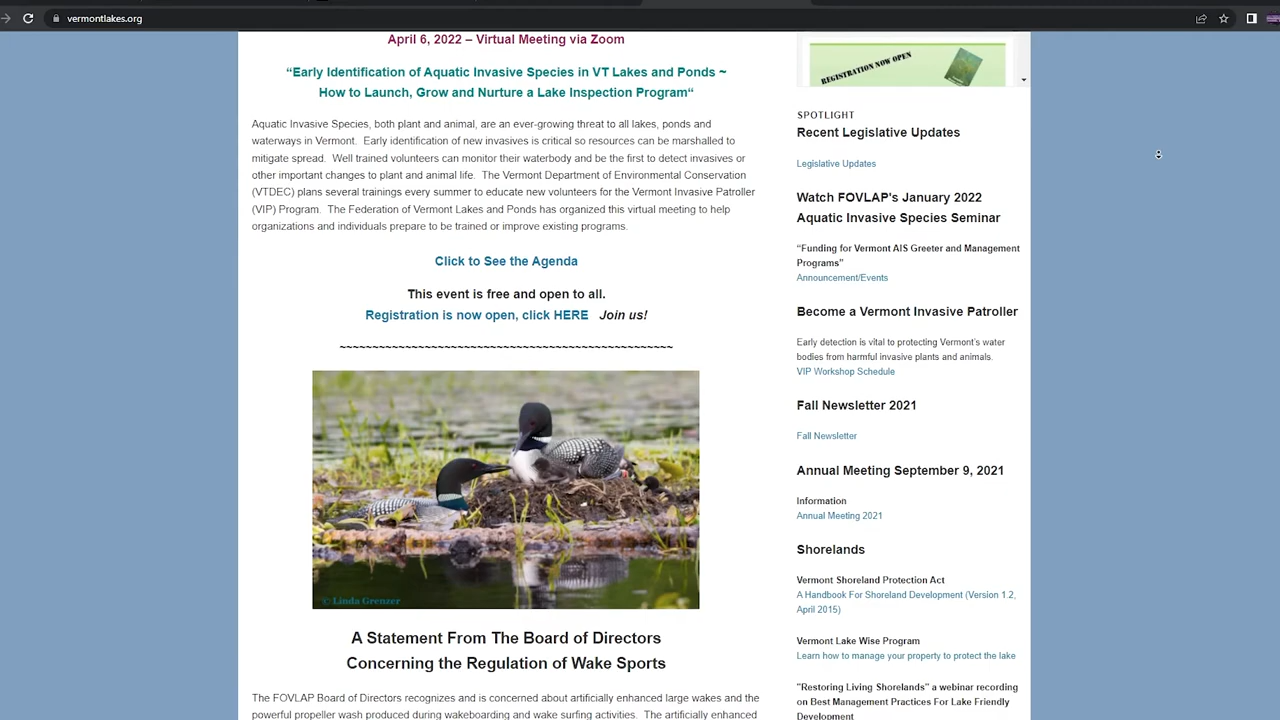 vermontlakes.org
April 6, 2022 – Virtual Meeting via Zoom
“Early Identification of Aquatic Invasive Species in VT Lakes and Ponds ~
How to Launch, Grow and Nurture a Lake Inspection Program“
Aquatic Invasive Species, both plant and animal, are an ever-growing threat to all lakes, ponds and
waterways in Vermont. Early identification of new invasives is critical so resources can be marshalled to
mitigate spread. Well trained volunteers can monitor their waterbody and be the first to detect invasives or
other important changes to plant and animal life. The Vermont Department of Environmental Conservation
(VTDEC) plans several trainings every summer to educate new volunteers for the Vermont Invasive Patroller
(VIP) Program. The Federation of Vermont Lakes and Ponds has organized this virtual meeting to help
organizations and individuals prepare to be trained or improve existing programs.
Click to See the Agenda
This event is free and open to all.
Registration is now open, click HERE Join us!
~~~~~~~~~~~~~~~~~~~~~~~~~~~~~~~~~~~~~~~~~~~~~~~~~~~
© Linda Grenzer
A Statement From The Board of Directors
Concerning the Regulation of Wake Sports
The FOVLAP Board of Directors recognizes and is concerned about artificially enhanced large wakes and the
powerful propeller wash produced during wakeboarding and wake surfing activities. The artificially enhanced
REGISTRATION NOW OPEN
SPOTLIGHT
Recent Legislative Updates
Legislative Updates
Watch FOVLAP's January 2022
Aquatic Invasive Species Seminar
“Funding for Vermont AIS Greeter and Management
Programs”
Announcement/Events
Become a Vermont Invasive Patroller
Early detection is vital to protecting Vermont's water
bodies from harmful invasive plants and animals.
VIP Workshop Schedule
Fall Newsletter 2021
Fall Newsletter
Annual Meeting September 9, 2021
Information
Annual Meeting 2021
Shorelands
Vermont Shoreland Protection Act
A Handbook For Shoreland Development (Version 1.2,
April 2015)
Vermont Lake Wise Program
Learn how to manage your property to protect the lake
"Restoring Living Shorelands" a webinar recording
on Best Management Practices For Lake Friendly
Development